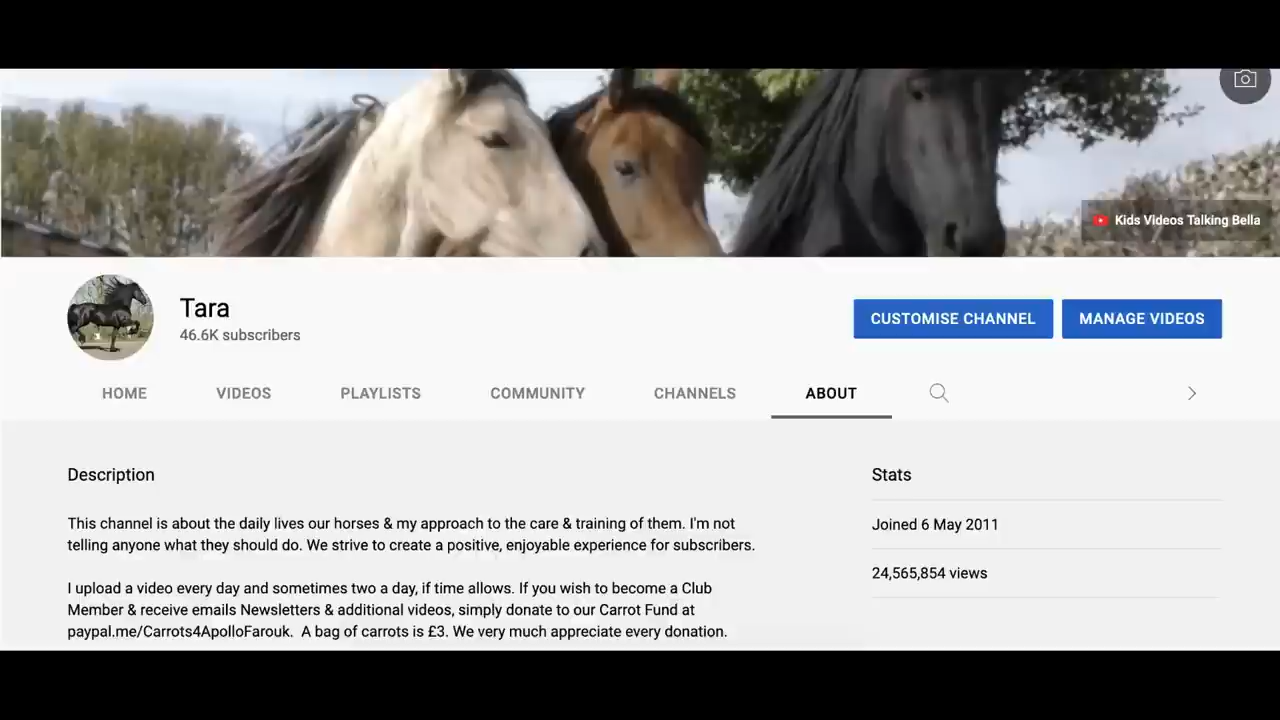 Kids Videos Talking Bella
Tara
46.6K subscribers
CUSTOMISE CHANNEL
MANAGE VIDEOS
HOME
VIDEOS
PLAYLISTS
COMMUNITY
CHANNELS
ABOUT
Description
This channel is about the daily lives our horses & my approach to the care & training of them. I'm not
telling anyone what they should do. We strive to create a positive, enjoyable experience for subscribers.
I upload a video every day and sometimes two a day, if time allows. If you wish to become a Club
Member & receive emails Newsletters & additional videos, simply donate to our Carrot Fund at
paypal.me/Carrots4ApolloFarouk.  A bag of carrots is £3. We very much appreciate every donation.
Stats
Joined 6 May 2011
24,565,854 views